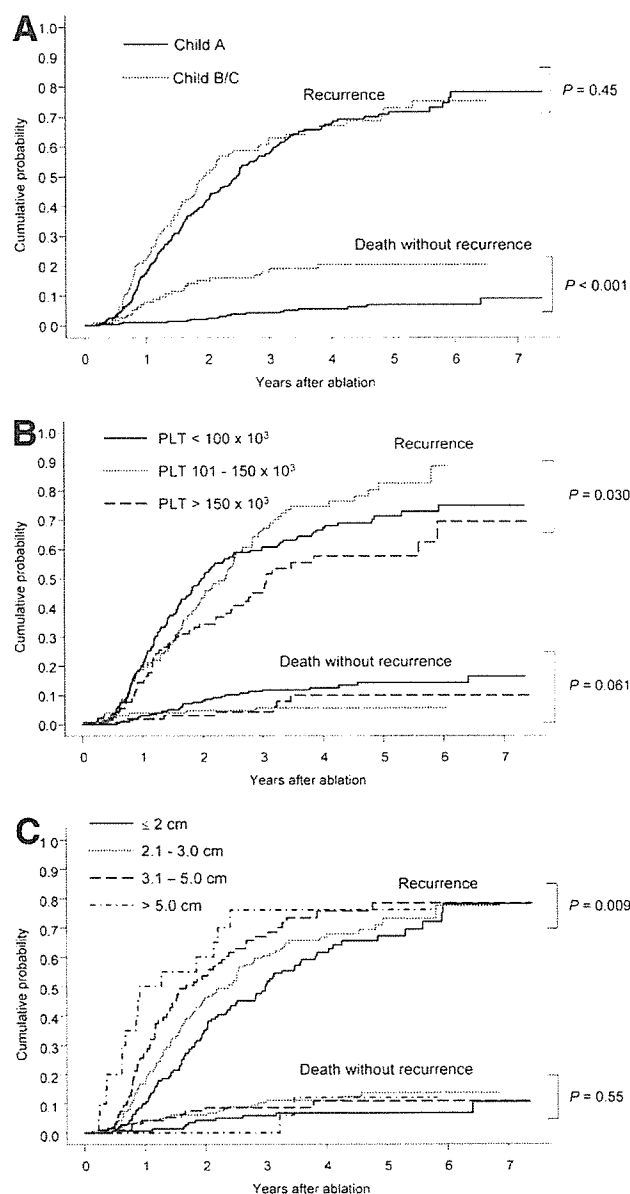 A
1.0
0.9
0.8
0.7
0.6
0.5
0.4
0.3
0.2
0.1
0.0
Cumulative probability
Child A
Child B/C
Recurrence
P = 0.45
Death without recurrence
P < 0.001
0 1 2 3 4 5 6 7
Years after ablation
B
1.0
0.9
0.8
0.7
0.6
0.5
0.4
0.3
0.2
0.1
0.0
Cumulative probability
PLT < 100 x 10³
PLT 101 - 150 x 10³
PLT > 150 x 10³
Recurrence
P = 0.030
Death without recurrence
P = 0.061
0 1 2 3 4 5 6 7
Years after ablation
C
1.0
0.9
0.8
0.7
0.6
0.5
0.4
0.3
0.2
0.1
0.0
Cumulative probability
≤ 2 cm
2.1 - 3.0 cm
3.1 – 5.0 cm
> 5.0 cm
Recurrence
P = 0.009
Death without recurrence
P = 0.55
0 1 2 3 4 5 6 7
Years after ablation